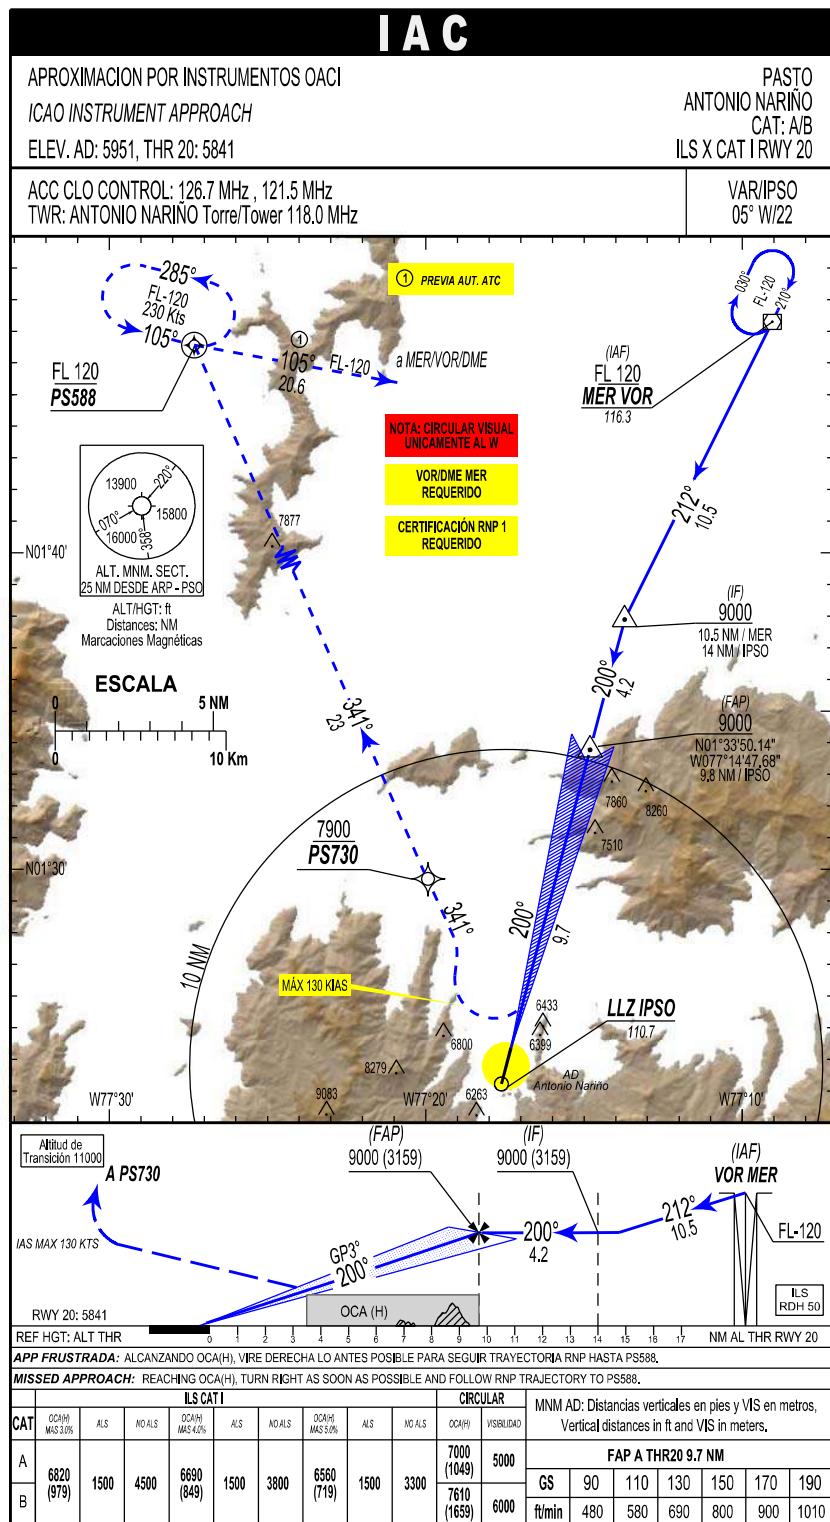 IAC
APROXIMACION POR INSTRUMENTOS OACI
ICAO INSTRUMENT APPROACH
ELEV. AD: 5951, THR 20: 5841
PASTO
ANTONIO NARIÑO
CAT: A/B
ILS X CAT I RWY 20
ACC CLO CONTROL: 126.7 MHz , 121.5 MHz
TWR: ANTONIO NARIÑO Torre/Tower 118.0 MHz
VAR/IPSO
05° W/22
285°
FL-120
230 Kts
105°
1 PREVIA AUT. ATC
030°
FL-120
210°
1
105°
20.6
FL-120
a MER/VOR/DME
FL 120
PS588
(IAF)
FL 120
MER VOR
116.3
NOTA: CIRCULAR VISUAL
UNICAMENTE AL W
VOR/DME MER
REQUERIDO
CERTIFICACIÓN RNP 1
REQUERIDO
13900
220°
15800
070°
16000
358°
ALT. MNM. SECT.
25 NM DESDE ARP - PSO
ALT/HGT: ft
Distances: NM
Marcaciones Magnéticas
7877
212°
10.5
N01°40'
(IF)
9000
10.5 NM / MER
14 NM / IPSO
200°
4.2
ESCALA
0
5 NM
0
10 Km
341°
23
(FAP)
9000
N01°33'50.14"
W077°14'47.68"
9.8 NM / IPSO
7860
8260
7510
7900
PS730
N01°30'
341°
200°
9.7
10 NM
MÁX 130 KIAS
6433
6399
LLZ IPSO
110.7
6800
8279
AD
Antonio Nariño
9083
6263
W77°30'
W77°20'
W77°10'
Altitud de
Transición 11000
A PS730
(FAP)
9000 (3159)
(IF)
9000 (3159)
(IAF)
VOR MER
IAS MAX 130 KTS
GP3°
200°
200°
4.2
212°
10.5
FL-120
OCA (H)
RWY 20: 5841
ILS
RDH 50
REF HGT: ALT THR
0 1 2 3 4 5 6 7 8 9 10 11 12 13 14 15 16 17
NM AL THR RWY 20
APP FRUSTRADA: ALCANZANDO OCA(H), VIRE DERECHA LO ANTES POSIBLE PARA SEGUIR TRAYECTORIA RNP HASTA PS588.
MISSED APPROACH: REACHING OCA(H), TURN RIGHT AS SOON AS POSSIBLE AND FOLLOW RNP TRAJECTORY TO PS588.
ILS CAT I CIRCULAR
CAT OCA(H) MAS 3.0% ALS NO ALS OCA(H) MAS 4.0% ALS NO ALS OCA(H) MAS 5.0% ALS NO ALS OCA(H) VISIBILIDAD
A 6820 (979) 1500 4500 6690 (849) 1500 3800 6560 (719) 1500 3300 7000 (1049) 5000
B 7610 (1659) 6000
MNM AD: Distancias verticales en pies y VIS en metros,
Vertical distances in ft and VIS in meters.
FAP A THR20 9.7 NM
GS 90 110 130 150 170 190
ft/min 480 580 690 800 900 1010